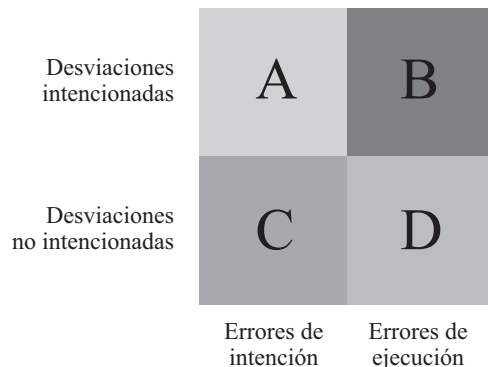 Desviaciones
intencionadas
A
B
Desviaciones
no intencionadas
C
D
Errores de
intención
Errores de
ejecución